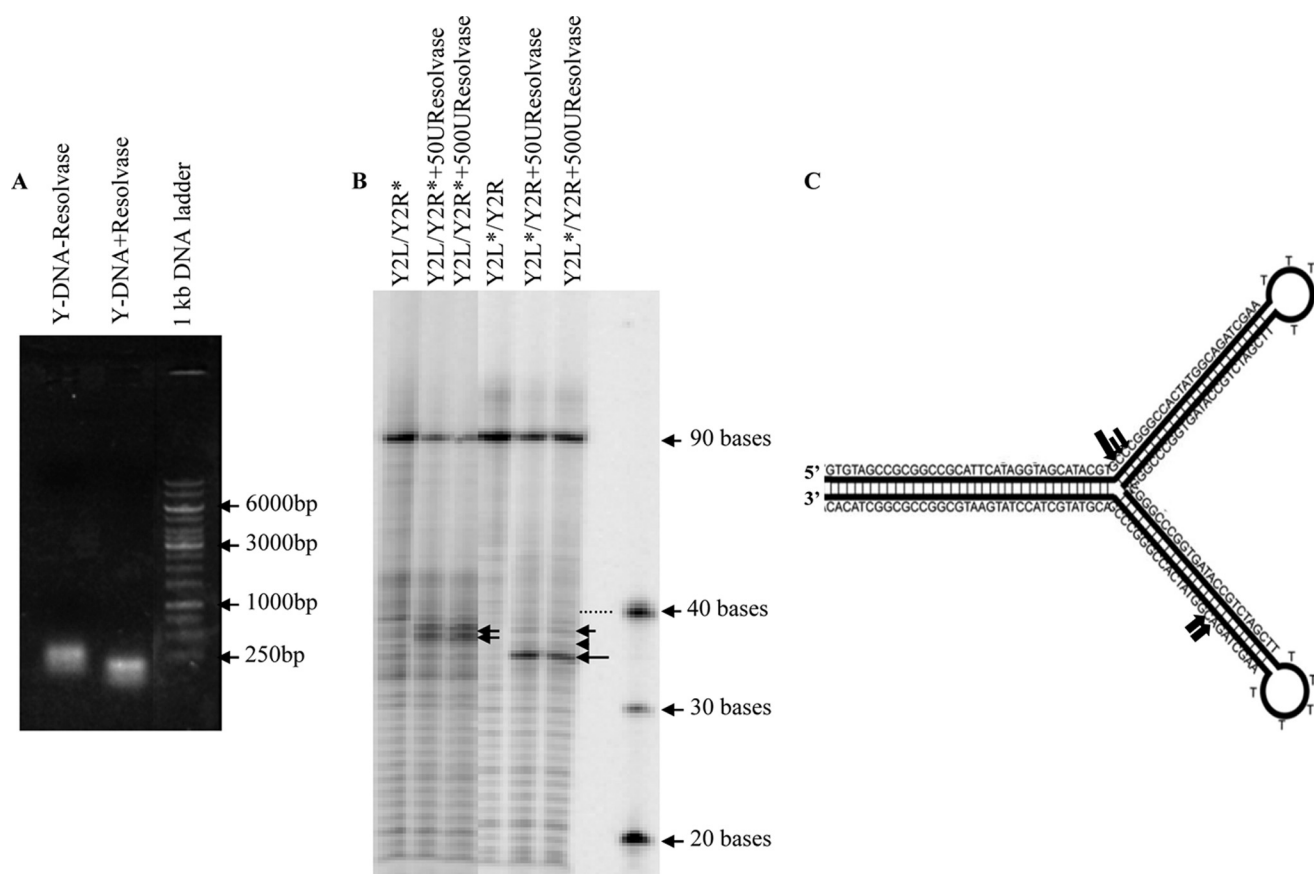 A
Y-DNA-Resolvase
Y-DNA+Resolvase
1 kb DNA ladder
6000bp
3000bp
1000bp
250bp
B
Y2L/Y2R*
Y2L/Y2R*+50UResolvase
Y2L/Y2R*+500UResolvase
Y2L*/Y2R
Y2L*/Y2R+50UResolvase
Y2L*/Y2R+500UResolvase
90 bases
40 bases
30 bases
20 bases
C
5’ GTGTAGCCGCGGCCGCATTCATAGGTAGCATACGT
GCCCGGGCCACTATGGCAGATCGAA
T
T
T
T
3’
CACATCGGCGCCGGCGTAAGTATCCATCGTATGCA
GCCCGGGCCACTATGGCAGATCGAA
T
T
T
T